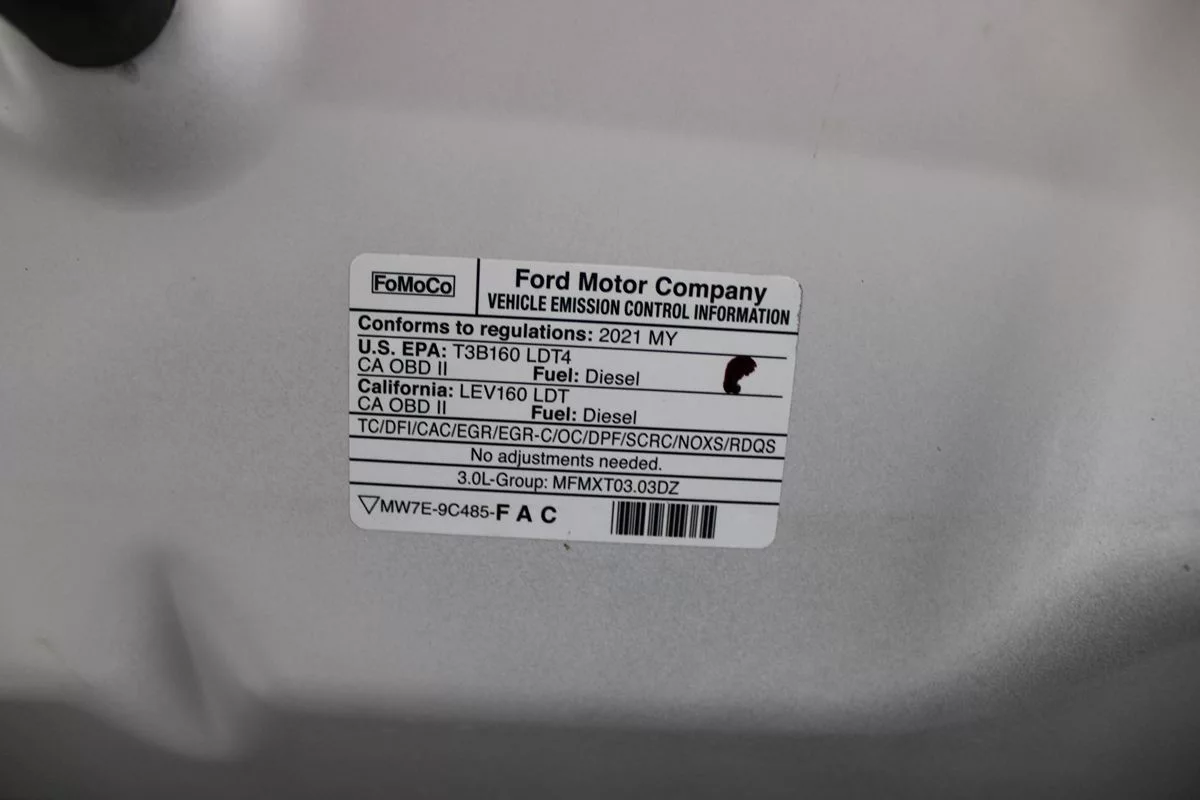 FoMoCo
Ford Motor Company
VEHICLE EMISSION CONTROL INFORMATION
Conforms to regulations: 2021 MY
U.S. EPA: T3B160 LDT4
CA OBD II Fuel: Diesel
California: LEV160 LDT
CA OBD II Fuel: Diesel
TC/DFI/CAC/EGR/EGR-C/OC/DPF/SCRC/NOXS/RDQS
No adjustments needed.
3.0L-Group: MFMXT03.03DZ
MW7E-9C485-F A C